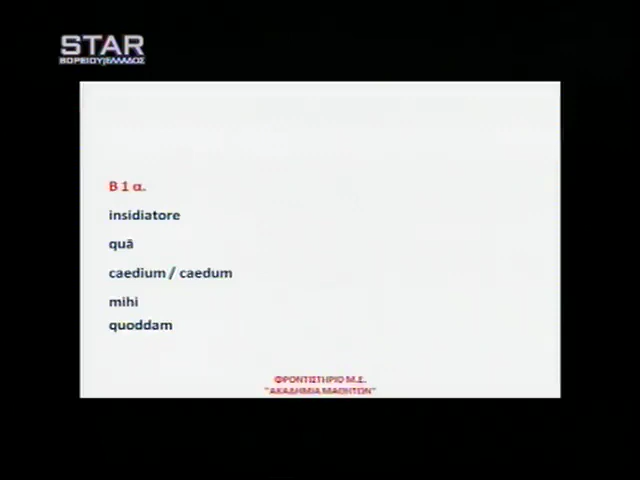 STAR
ΒΟΡΕΙΟΥ ΕΛΛΑΔΟΣ
Β 1 α.
insidiatore
quā
caedium / caedum
mihi
quoddam
ΦΡΟΝΤΙΣΤΗΡΙΟ Μ.Ε.
"ΑΚΑΔΗΜΙΑ ΜΑΘΗΤΩΝ"